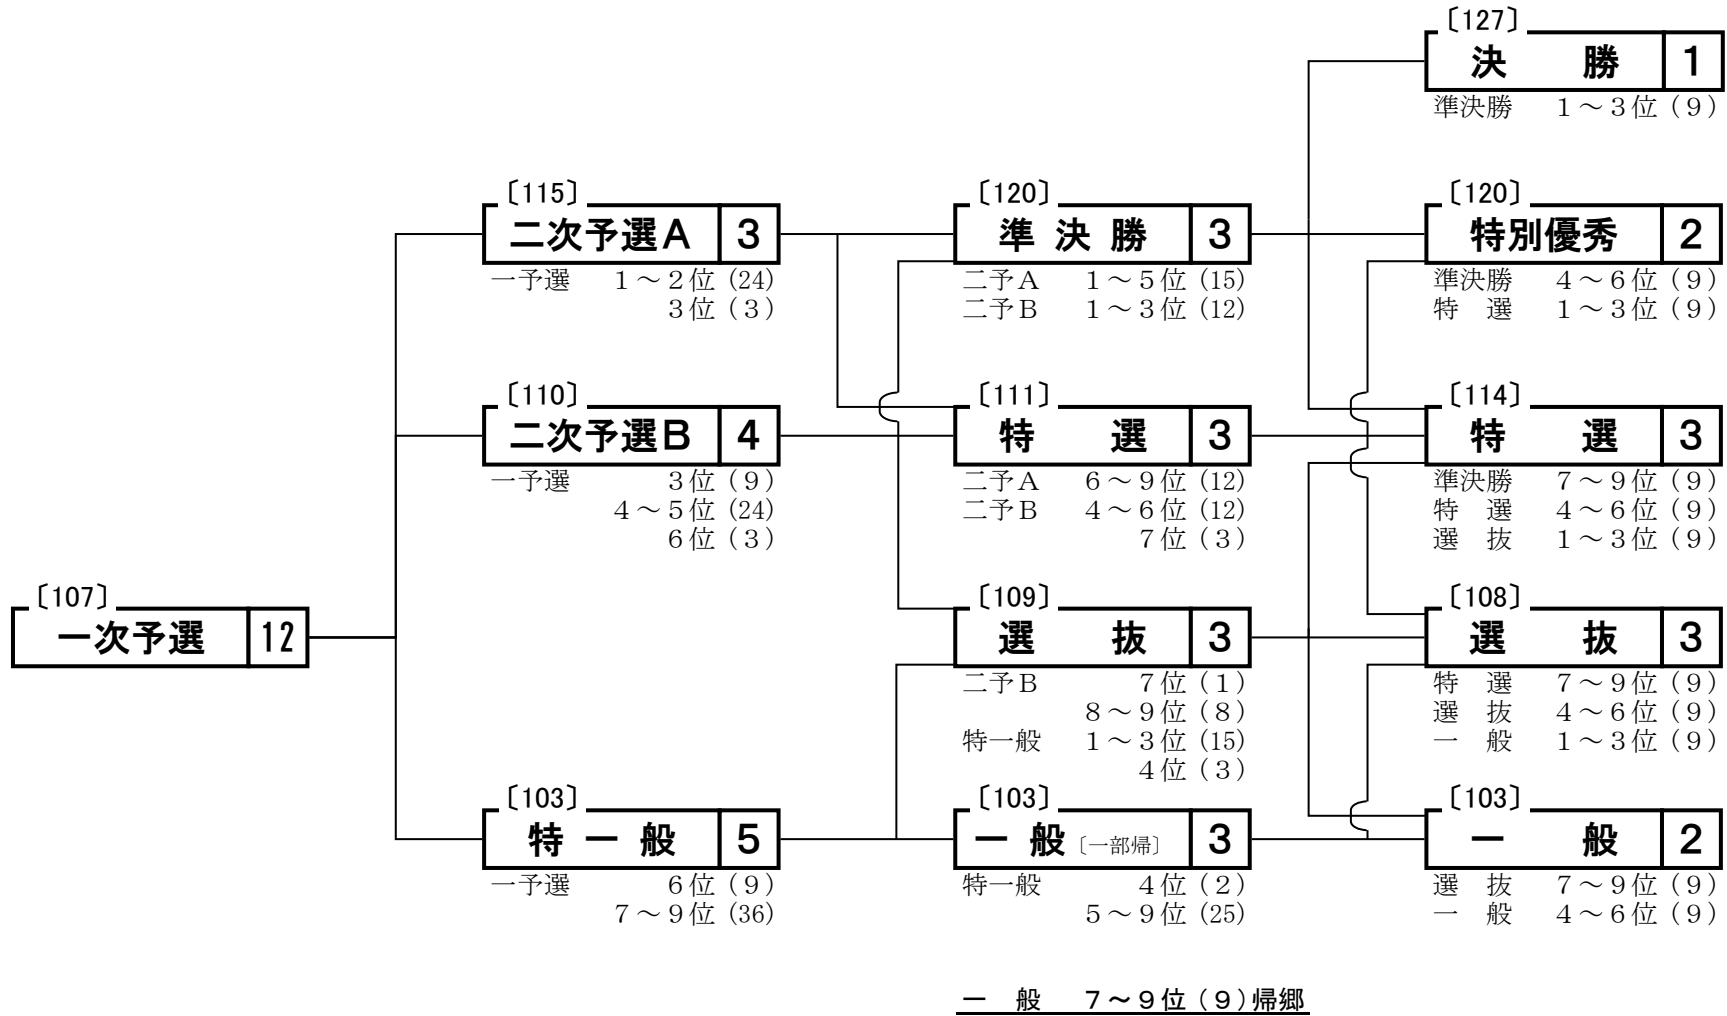 〔107〕
一次予選 12
〔115〕
二次予選Ａ 3
一予選 １～２位 (24)
３位 (３)
〔110〕
二次予選Ｂ 4
一予選 ３位 (９)
４～５位 (24)
６位 (３)
〔103〕
特 一 般 5
一予選 ６位 (９)
７～９位 (36)
〔120〕
準 決 勝 3
二予Ａ １～５位 (15)
二予Ｂ １～３位 (12)
〔111〕
特 選 3
二予Ａ ６～９位 (12)
二予Ｂ ４～６位 (12)
７位 (３)
〔109〕
選 抜 3
二予Ｂ ７位 (１)
８～９位 (８)
特一般 １～３位 (15)
４位 (３)
〔103〕
一 般 〔一部帰〕 3
特一般 ４位 (２)
５～９位 (25)
一 般 ７～９位 (９)帰郷
〔127〕
決 勝 1
準決勝 １～３位 (９)
〔120〕
特別優秀 2
準決勝 ４～６位 (９)
特 選 １～３位 (９)
〔114〕
特 選 3
準決勝 ７～９位 (９)
特 選 ４～６位 (９)
選 抜 １～３位 (９)
〔108〕
選 抜 3
特 選 ７～９位 (９)
選 抜 ４～６位 (９)
一 般 １～３位 (９)
〔103〕
一 般 2
選 抜 ７～９位 (９)
一 般 ４～６位 (９)